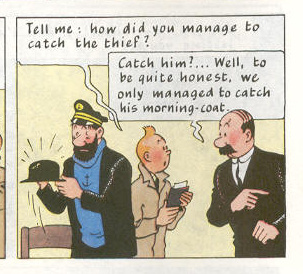 Tell me : how did you manage to
catch the thief ?
Catch him?... Well, to
be quite honest, we
only managed to catch
his morning-coat.